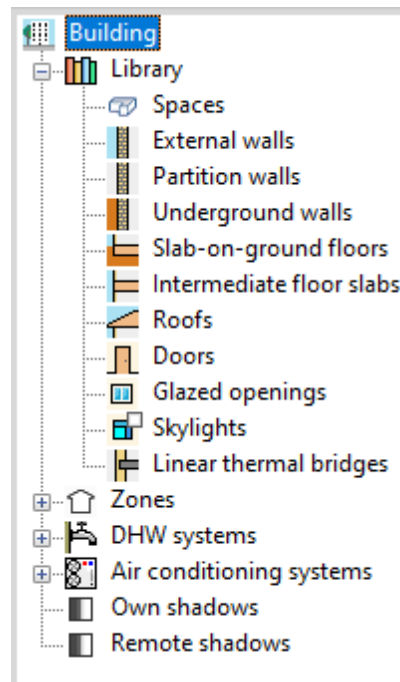 Building
Library
Spaces
External walls
Partition walls
Underground walls
Slab-on-ground floors
Intermediate floor slabs
Roofs
Doors
Glazed openings
Skylights
Linear thermal bridges
Zones
DHW systems
Air conditioning systems
Own shadows
Remote shadows